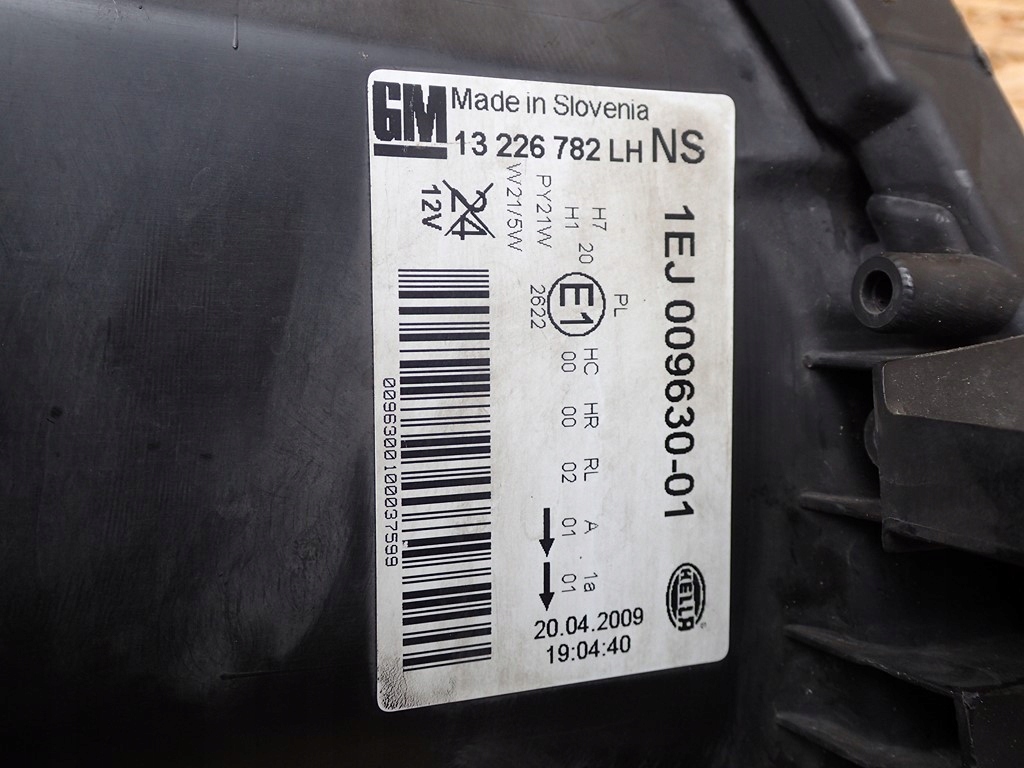 GM Made in Slovenia
13 226 782 LH NS
1EJ 009630-01
HELLA
PL
H7 20 HC HR RL A 1a
H1 E1 00 00 02 01 01
PY21W 2622
W21/5W
24
12V
0096300100037599
20.04.2009
19:04:40